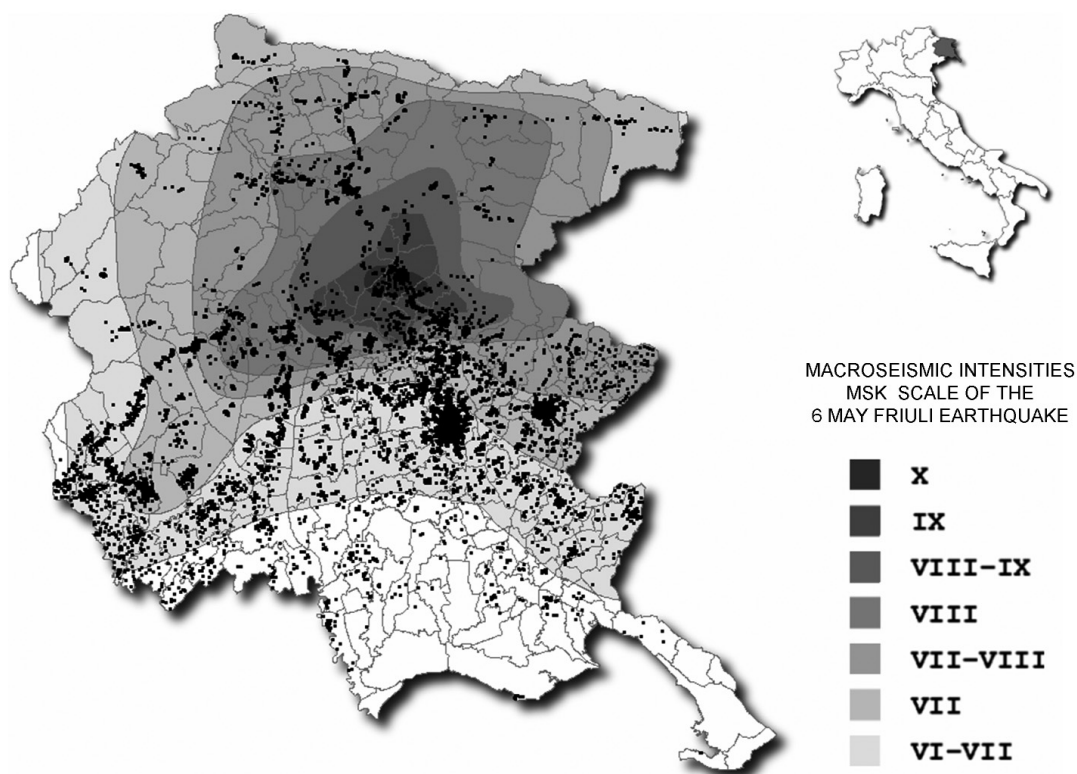 MACROSEISMIC INTENSITIES
MSK SCALE OF THE
6 MAY FRIULI EARTHQUAKE
X
IX
VIII-IX
VIII
VII-VIII
VII
VI-VII